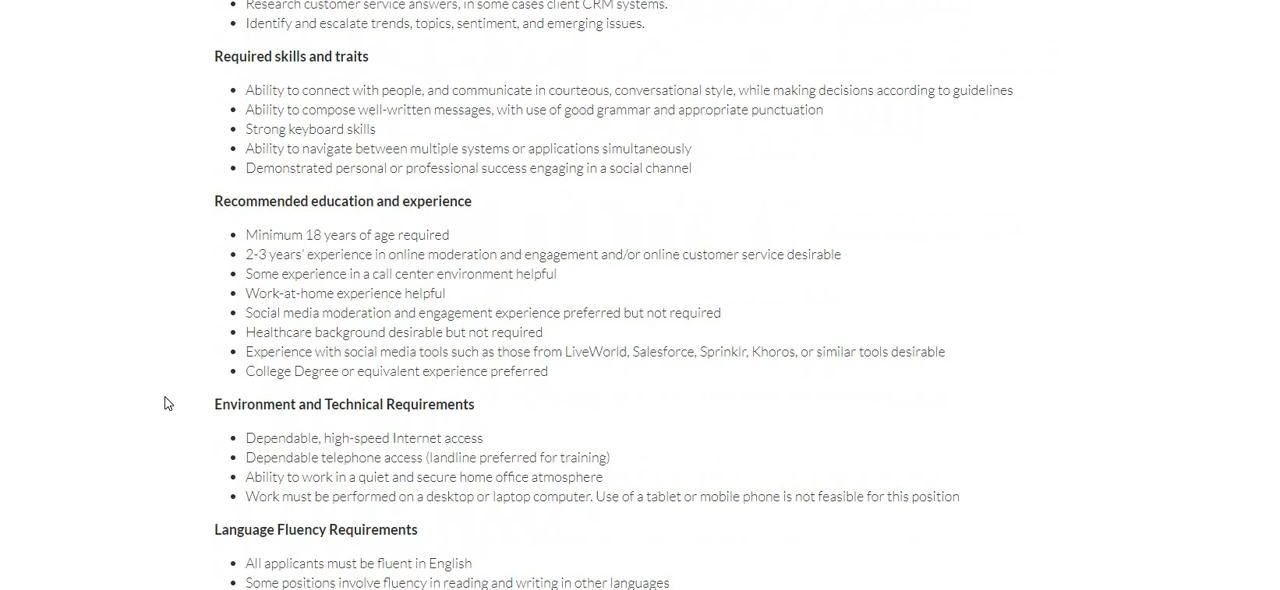 Research customer service answers, in some cases client CRM systems.
Identify and escalate trends, topics, sentiment, and emerging issues.
Required skills and traits
Ability to connect with people, and communicate in courteous, conversational style, while making decisions according to guidelines
Ability to compose well-written messages, with use of good grammar and appropriate punctuation
Strong keyboard skills
Ability to navigate between multiple systems or applications simultaneously
Demonstrated personal or professional success engaging in a social channel
Recommended education and experience
Minimum 18 years of age required
2-3 years' experience in online moderation and engagement and/or online customer service desirable
Some experience in a call center environment helpful
Work-at-home experience helpful
Social media moderation and engagement experience preferred but not required
Healthcare background desirable but not required
Experience with social media tools such as those from LiveWorld, Salesforce, Sprinklr, Khoros, or similar tools desirable
College Degree or equivalent experience preferred
Environment and Technical Requirements
Dependable, high-speed Internet access
Dependable telephone access (landline preferred for training)
Ability to work in a quiet and secure home office atmosphere
Work must be performed on a desktop or laptop computer. Use of a tablet or mobile phone is not feasible for this position
Language Fluency Requirements
All applicants must be fluent in English
Some positions involve fluency in reading and writing in other languages